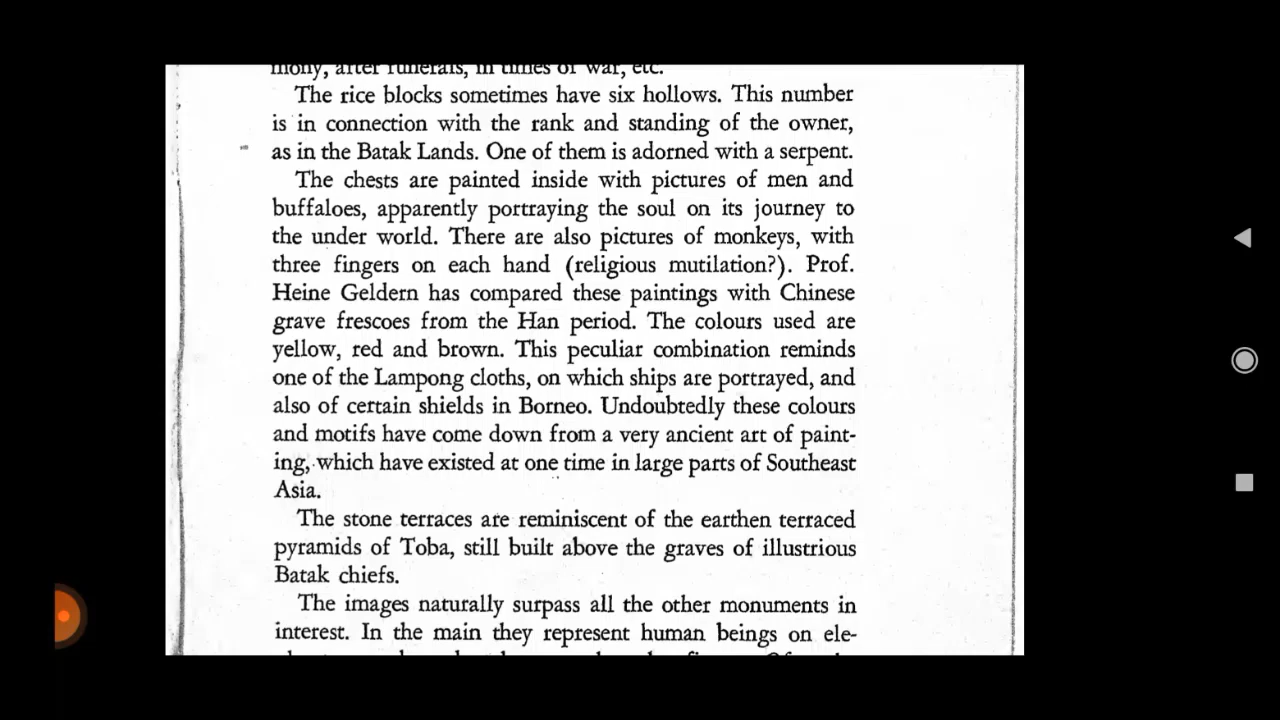 mony, after funerals, in times of war, etc.
The rice blocks sometimes have six hollows. This number
is in connection with the rank and standing of the owner,
as in the Batak Lands. One of them is adorned with a serpent.
The chests are painted inside with pictures of men and
buffaloes, apparently portraying the soul on its journey to
the under world. There are also pictures of monkeys, with
three fingers on each hand (religious mutilation?). Prof.
Heine Geldern has compared these paintings with Chinese
grave frescoes from the Han period. The colours used are
yellow, red and brown. This peculiar combination reminds
one of the Lampong cloths, on which ships are portrayed, and
also of certain shields in Borneo. Undoubtedly these colours
and motifs have come down from a very ancient art of paint-
ing, which have existed at one time in large parts of Southeast
Asia.
The stone terraces are reminiscent of the earthen terraced
pyramids of Toba, still built above the graves of illustrious
Batak chiefs.
The images naturally surpass all the other monuments in
interest. In the main they represent human beings on ele-